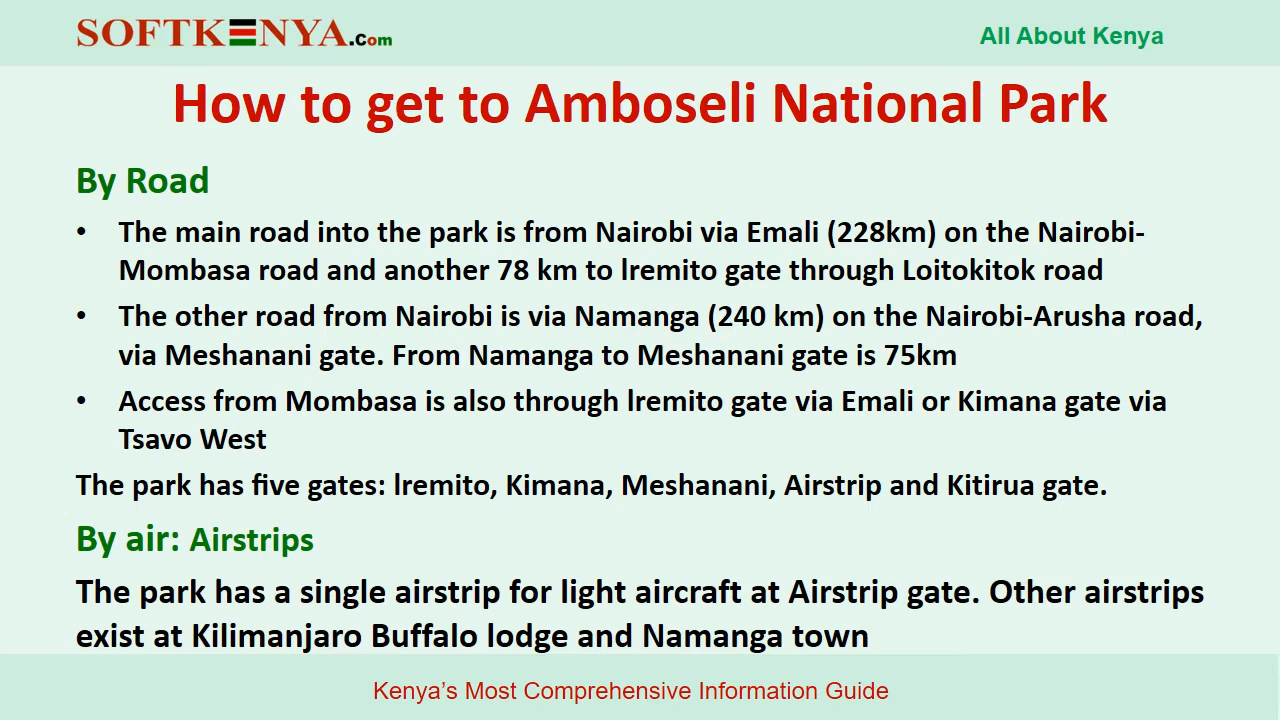 SOFTKENYA.Com
All About Kenya
How to get to Amboseli National Park
By Road
• The main road into the park is from Nairobi via Emali (228km) on the Nairobi-
Mombasa road and another 78 km to lremito gate through Loitokitok road
• The other road from Nairobi is via Namanga (240 km) on the Nairobi-Arusha road,
via Meshanani gate. From Namanga to Meshanani gate is 75km
• Access from Mombasa is also through lremito gate via Emali or Kimana gate via
Tsavo West
The park has five gates: lremito, Kimana, Meshanani, Airstrip and Kitirua gate.
By air: Airstrips
The park has a single airstrip for light aircraft at Airstrip gate. Other airstrips
exist at Kilimanjaro Buffalo lodge and Namanga town
Kenya’s Most Comprehensive Information Guide